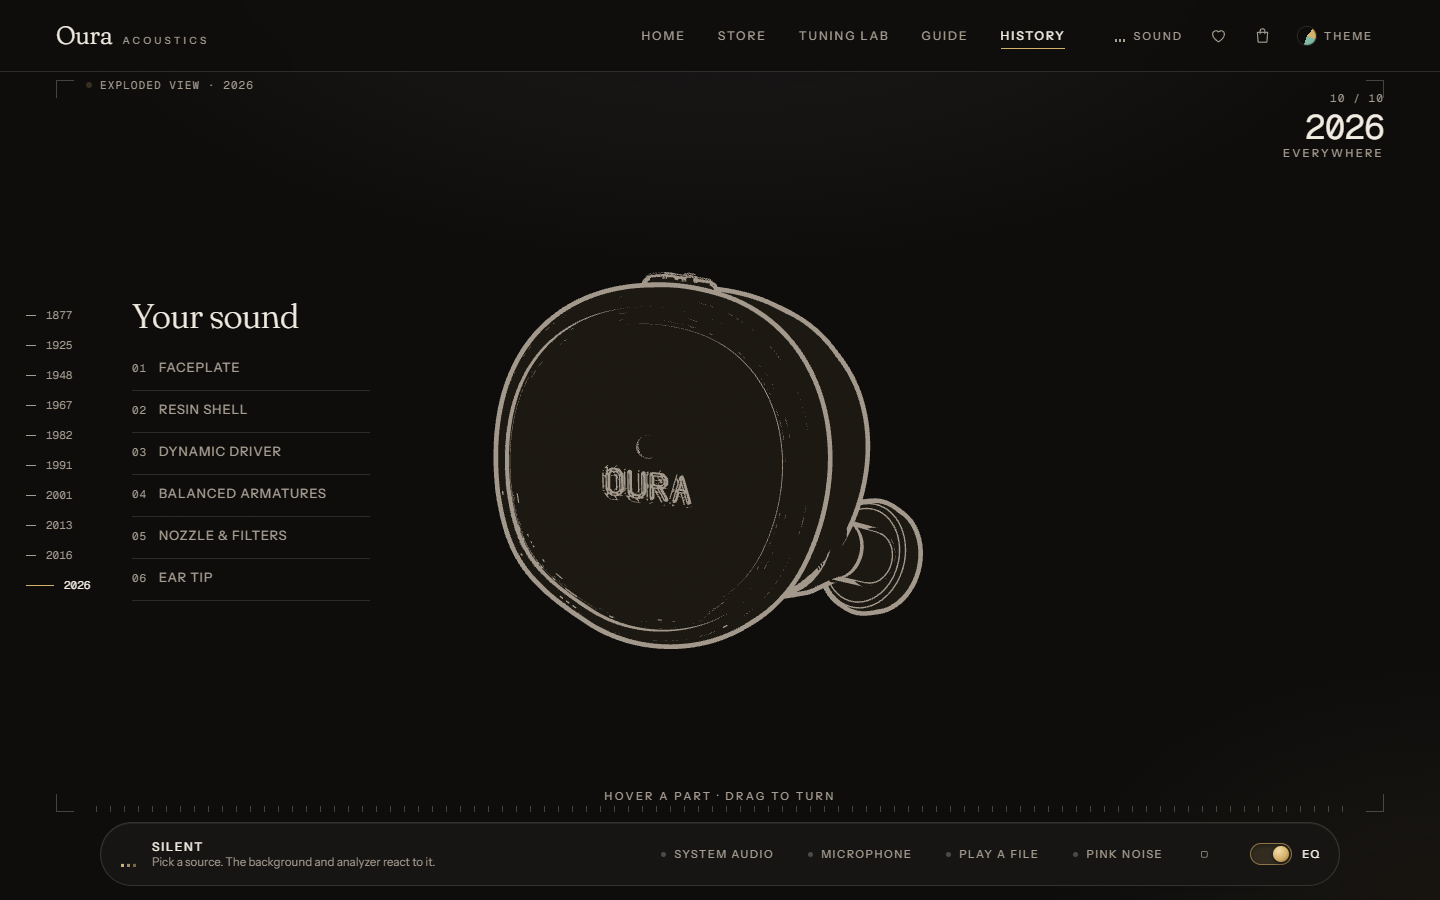 Oura ACOUSTICS
HOME STORE TUNING LAB GUIDE HISTORY SOUND THEME
EXPLODED VIEW · 2026
10 / 10
2026
EVERYWHERE
1877
1925
1948
1967
1982
1991
2001
2013
2016
2026
Your sound
01 FACEPLATE
02 RESIN SHELL
03 DYNAMIC DRIVER
04 BALANCED ARMATURES
05 NOZZLE & FILTERS
06 EAR TIP
OURA
HOVER A PART · DRAG TO TURN
SILENT
Pick a source. The background and analyzer react to it.
SYSTEM AUDIO MICROPHONE PLAY A FILE PINK NOISE EQ